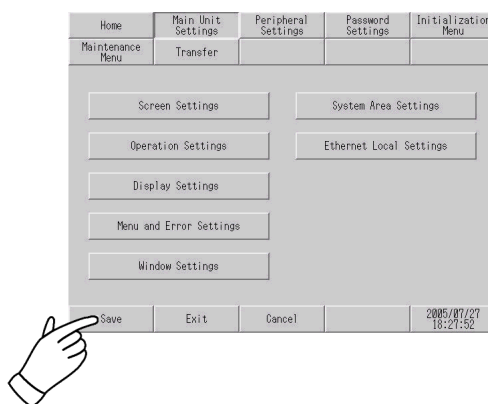 Home
Main Unit
Settings
Peripheral
Settings
Password
Settings
Initialization
Menu
Maintenance
Menu
Transfer
Screen Settings
System Area Settings
Operation Settings
Ethernet Local Settings
Display Settings
Menu and Error Settings
Window Settings
Save
Exit
Cancel
2005/07/27
18:27:52